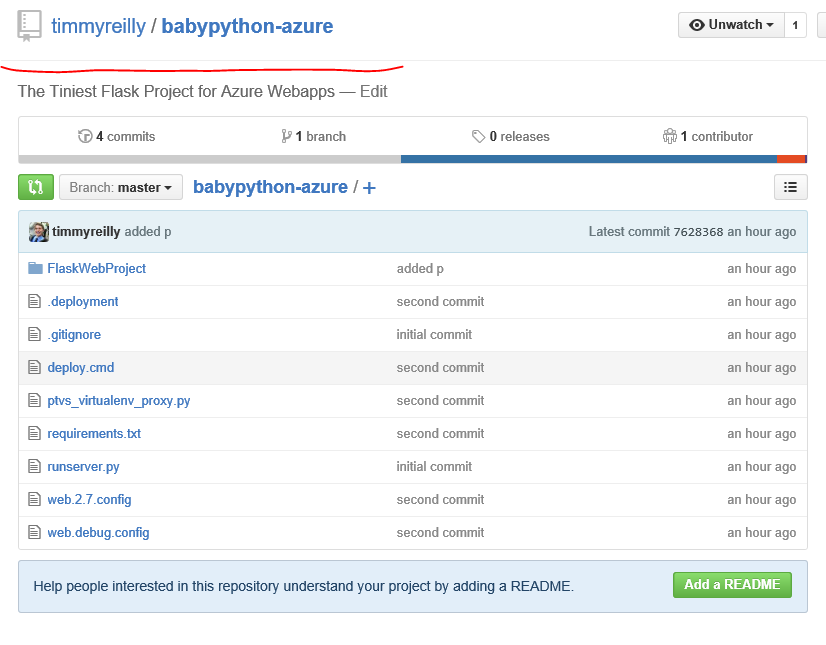 timmyreilly / babypython-azure Unwatch 1
The Tiniest Flask Project for Azure Webapps — Edit
4 commits 1 branch 0 releases 1 contributor
Branch: master babypython-azure / +
timmyreilly added p Latest commit 7628368 an hour ago
FlaskWebProject added p an hour ago
.deployment second commit an hour ago
.gitignore initial commit an hour ago
deploy.cmd second commit an hour ago
ptvs_virtualenv_proxy.py second commit an hour ago
requirements.txt second commit an hour ago
runserver.py initial commit an hour ago
web.2.7.config second commit an hour ago
web.debug.config second commit an hour ago
Help people interested in this repository understand your project by adding a README. Add a README